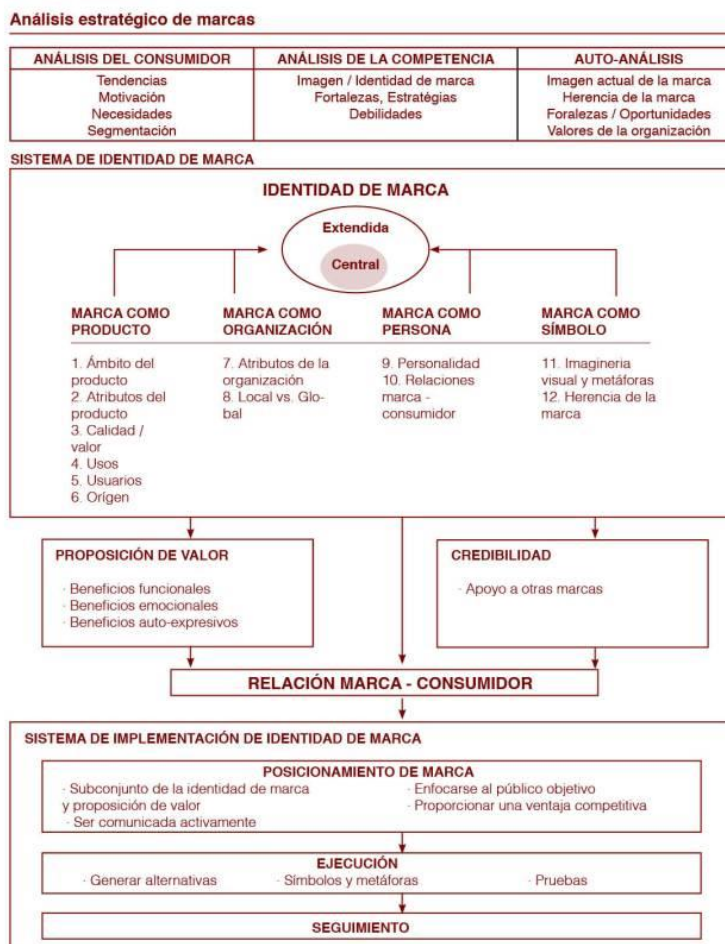 Análisis estratégico de marcas
ANÁLISIS DEL CONSUMIDOR
Tendencias
Motivación
Necesidades
Segmentación
ANÁLISIS DE LA COMPETENCIA
Imagen / Identidad de marca
Fortalezas, Estratégias
Debilidades
AUTO-ANÁLISIS
Imagen actual de la marca
Herencia de la marca
Foralezas / Oportunidades
Valores de la organización
SISTEMA DE IDENTIDAD DE MARCA
IDENTIDAD DE MARCA
Extendida
Central
MARCA COMO
PRODUCTO
1. Ámbito del
producto
2. Atributos del
producto
3. Calidad /
valor
4. Usos
5. Usuarios
6. Orígen
MARCA COMO
ORGANIZACIÓN
7. Atributos de la
organización
8. Local vs. Glo-
bal
MARCA COMO
PERSONA
9. Personalidad
10. Relaciones
marca -
consumidor
MARCA COMO
SÍMBOLO
11. Imagineria
visual y metáforas
12. Herencia de la
marca
PROPOSICIÓN DE VALOR
· Beneficios funcionales
· Beneficios emocionales
· Beneficios auto-expresivos
CREDIBILIDAD
· Apoyo a otras marcas
RELACIÓN MARCA - CONSUMIDOR
SISTEMA DE IMPLEMENTACIÓN DE IDENTIDAD DE MARCA
POSICIONAMIENTO DE MARCA
· Subconjunto de la identidad de marca
y proposición de valor
· Ser comunicada activamente
· Enfocarse al público objetivo
· Proporcionar una ventaja competitiva
EJECUCIÓN
· Generar alternativas
· Símbolos y metáforas
· Pruebas
SEGUIMIENTO